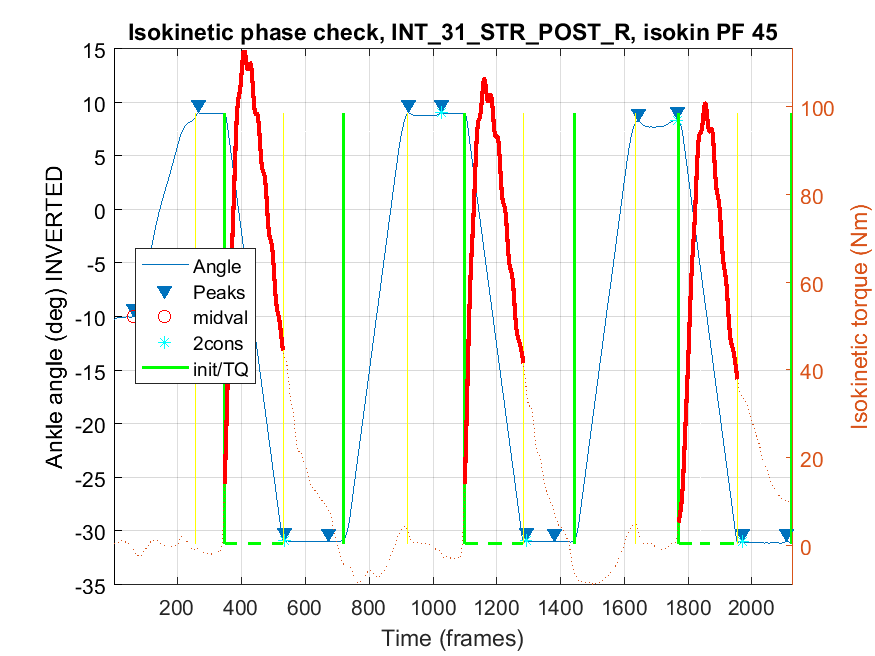 Isokinetic phase check, INT_31_STR_POST_R, isokin PF 45
Ankle angle (deg) INVERTED
15
10
5
0
-5
-10
-15
-20
-25
-30
-35
Angle
Peaks
midval
2cons
init/TQ
100
80
60
40
20
0
Isokinetic torque (Nm)
200 400 600 800 1000 1200 1400 1600 1800 2000
Time (frames)